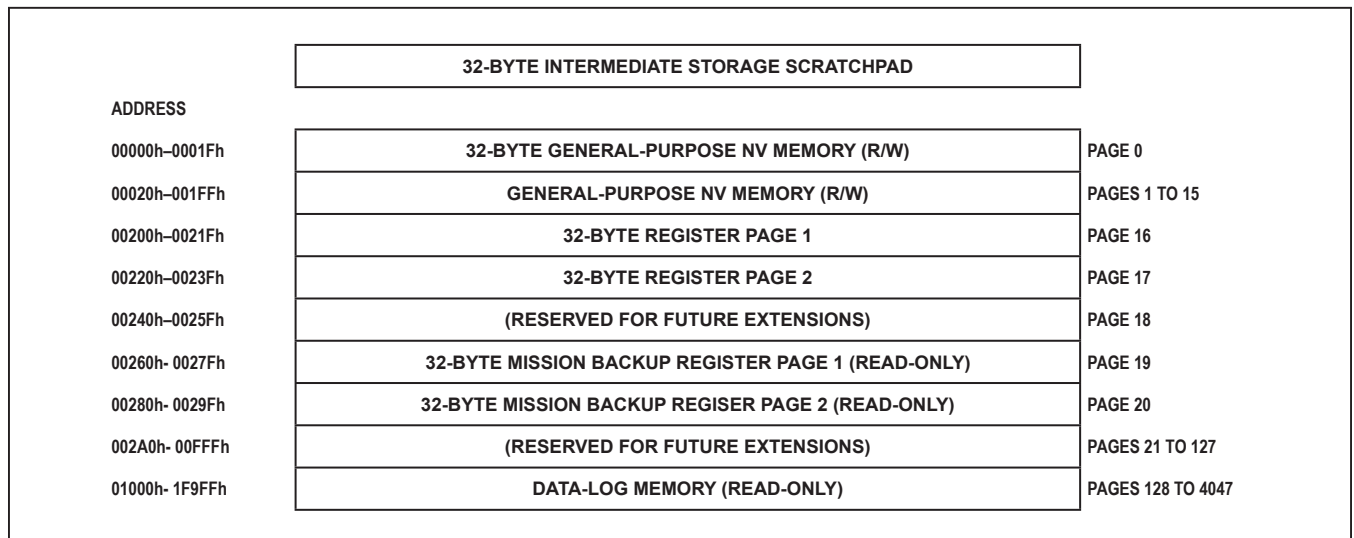 32-BYTE INTERMEDIATE STORAGE SCRATCHPAD
ADDRESS
00000h–0001Fh 32-BYTE GENERAL-PURPOSE NV MEMORY (R/W) PAGE 0
00020h–001FFh GENERAL-PURPOSE NV MEMORY (R/W) PAGES 1 TO 15
00200h–0021Fh 32-BYTE REGISTER PAGE 1 PAGE 16
00220h–0023Fh 32-BYTE REGISTER PAGE 2 PAGE 17
00240h–0025Fh (RESERVED FOR FUTURE EXTENSIONS) PAGE 18
00260h- 0027Fh 32-BYTE MISSION BACKUP REGISTER PAGE 1 (READ-ONLY) PAGE 19
00280h- 0029Fh 32-BYTE MISSION BACKUP REGISER PAGE 2 (READ-ONLY) PAGE 20
002A0h- 00FFFh (RESERVED FOR FUTURE EXTENSIONS) PAGES 21 TO 127
01000h- 1F9FFh DATA-LOG MEMORY (READ-ONLY) PAGES 128 TO 4047